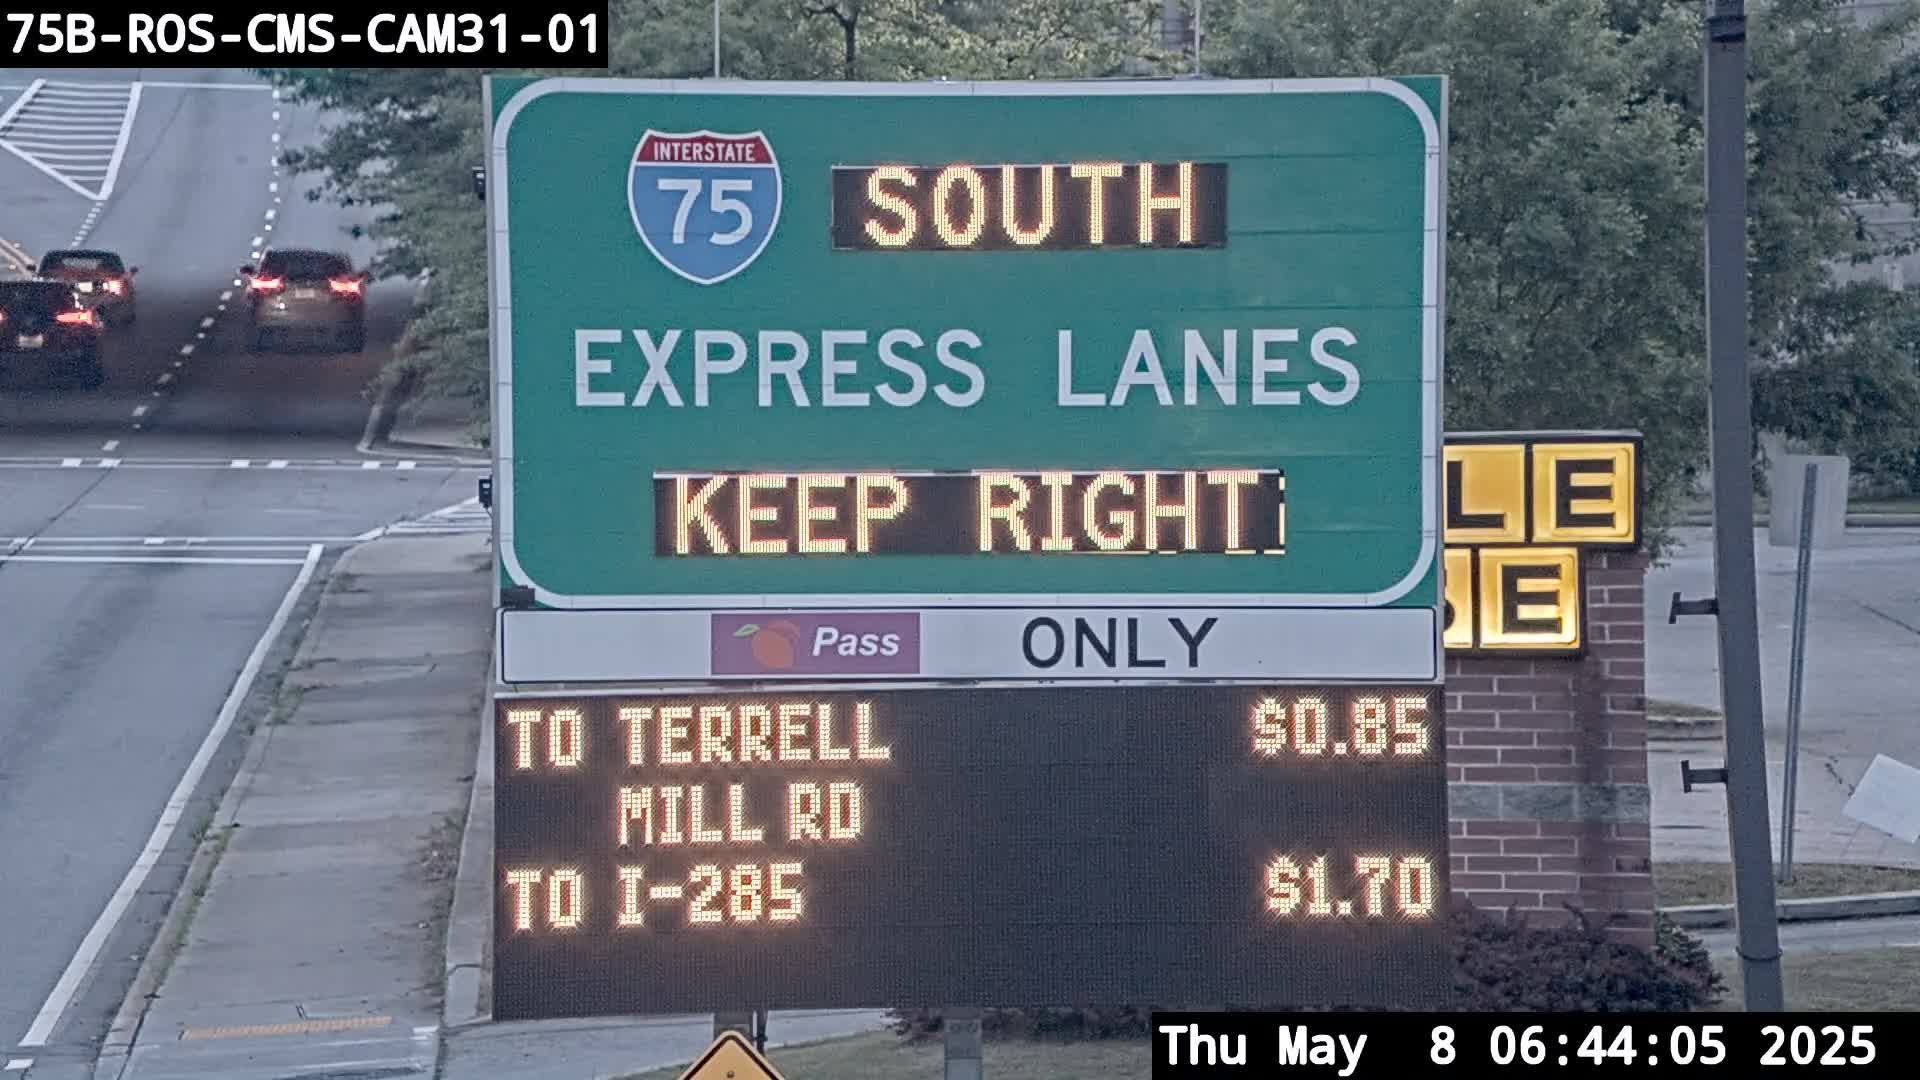 75B-ROS-CMS-CAM31-01
INTERSTATE
75
SOUTH
EXPRESS LANES
KEEP RIGHT
Pass ONLY
LE
E
TO TERRELL $0.85
MILL RD
TO I-285 $1.70
Thu May 8 06:44:05 2025